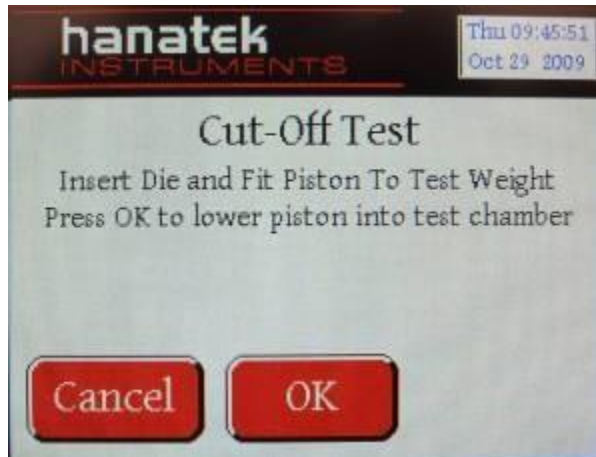 hanatek
INSTRUMENTS
Thu 09:45:51
Oct 29 2009
Cut-Off Test
Insert Die and Fit Piston To Test Weight
Press OK to lower piston into test chamber
Cancel
OK